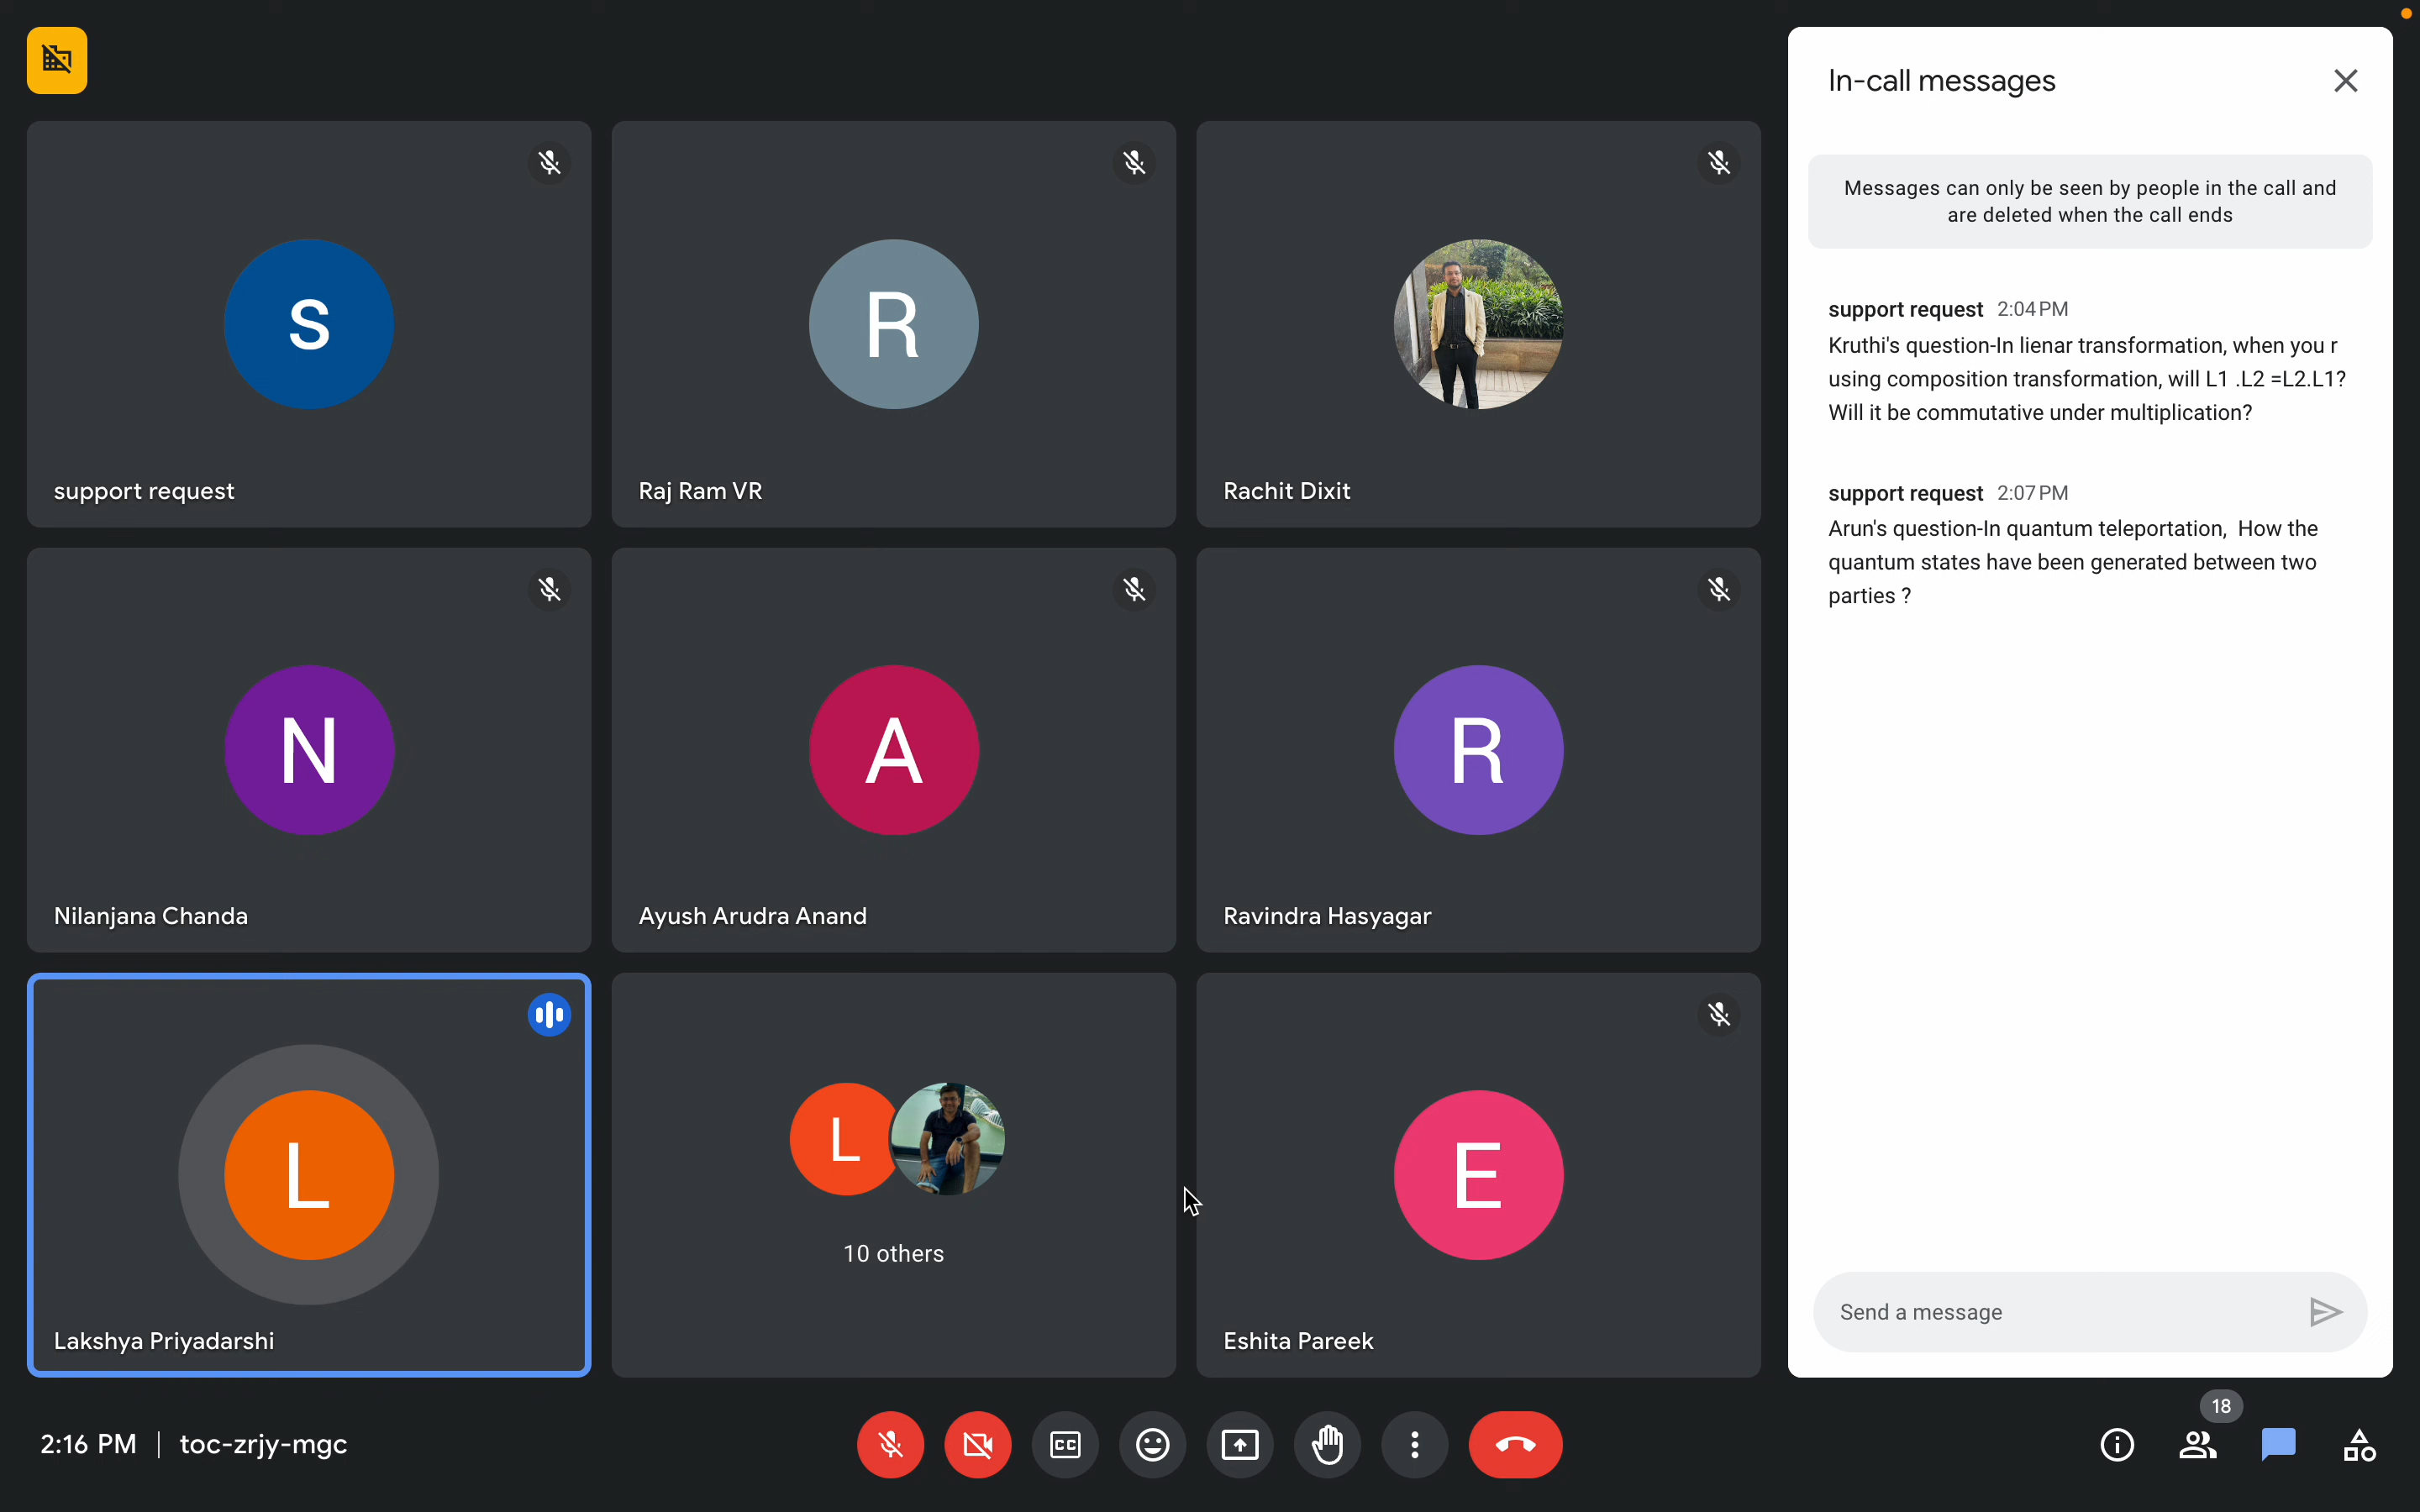 In-call messages
Messages can only be seen by people in the call and
are deleted when the call ends
support request 2:04 PM
Kruthi's question-In lienar transformation, when you r
using composition transformation, will L1 .L2 =L2.L1?
Will it be commutative under multiplication?
support request 2:07 PM
Arun's question-In quantum teleportation,  How the
quantum states have been generated between two
parties ?
Send a message
S
support request
R
Raj Ram VR
Rachit Dixit
N
Nilanjana Chanda
A
Ayush Arudra Anand
R
Ravindra Hasyagar
L
Lakshya Priyadarshi
L
10 others
E
Eshita Pareek
2:16 PM | toc-zrjy-mgc
CC
18